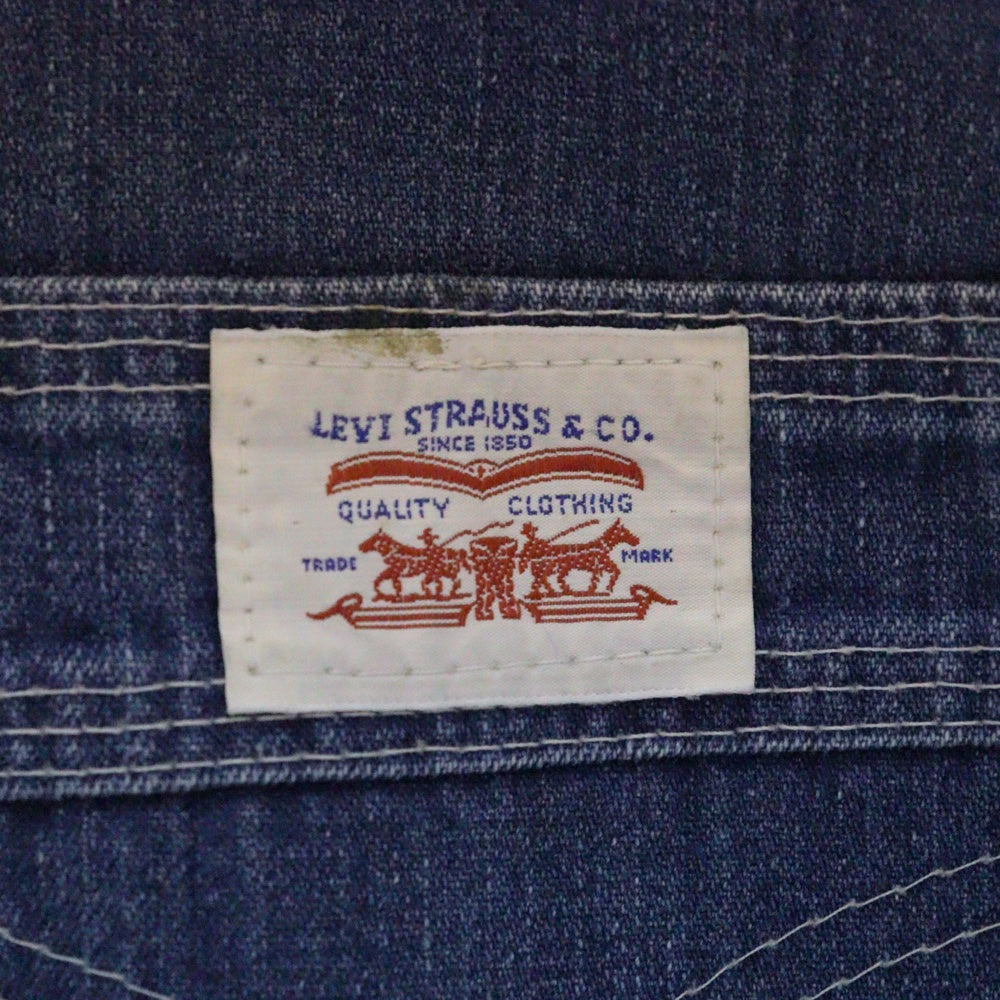 LEVI STRAUSS & CO.
SINCE 1850
QUALITY CLOTHING
TRADE MARK